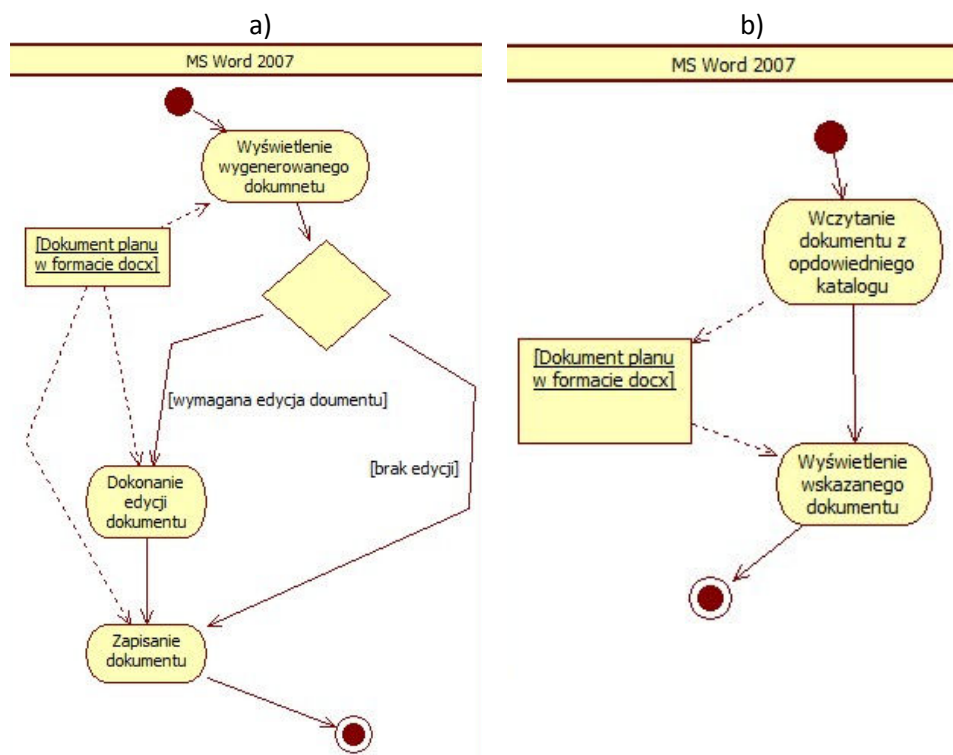 a)
MS Word 2007
Wyświetlenie
wygenerowanego
dokumnetu
[Dokument planu
w formacie docx]
[wymagana edycja doumentu]
[brak edycji]
Dokonanie
edycji
dokumentu
Zapisanie
dokumentu
b)
MS Word 2007
Wczytanie
dokumentu z
opdowiedniego
katalogu
[Dokument planu
w formacie docx]
Wyświetlenie
wskazanego
dokumentu